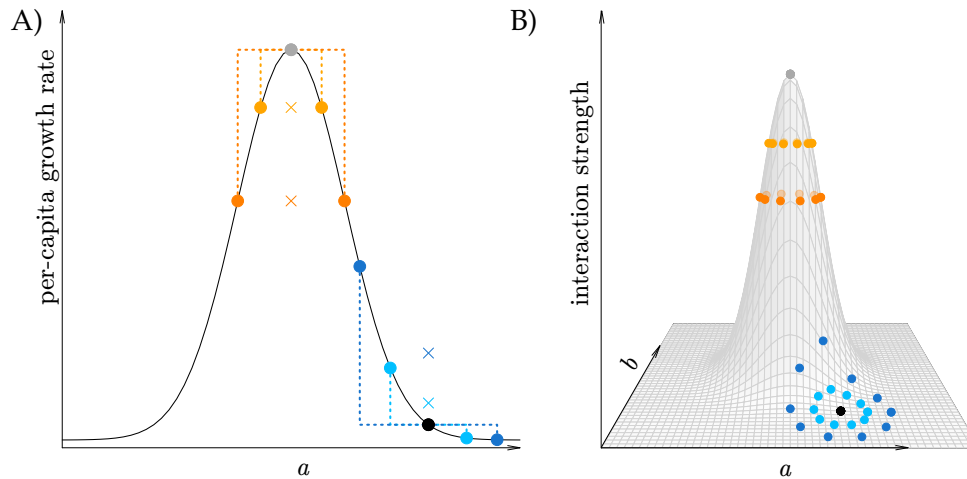 A)
per-capita growth rate
a
B)
interaction strength
b
a